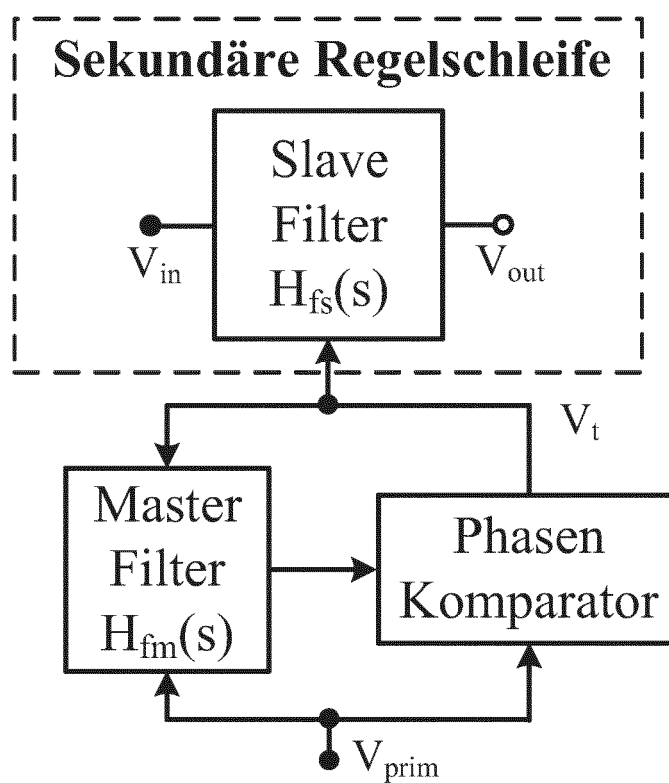 Sekundäre Regelschleife
Slave
Filter
H_fs(s)
V_in
V_out
V_t
Master
Filter
H_fm(s)
Phasen
Komparator
V_prim